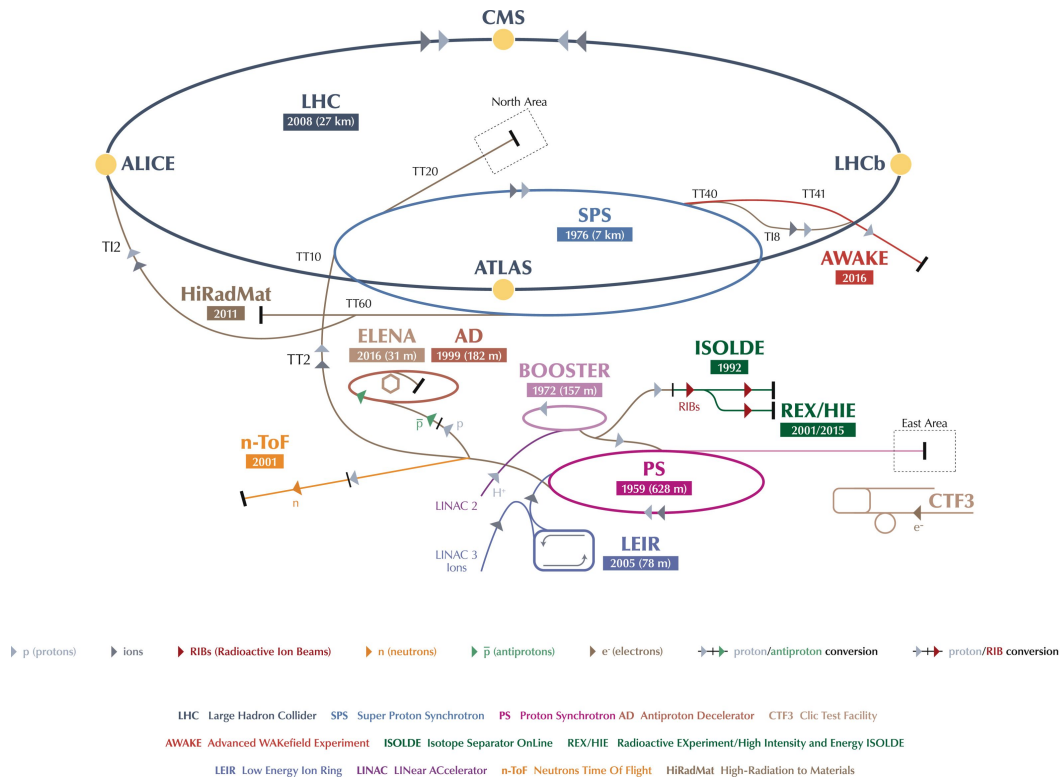 CMS
LHC
2008 (27 km)
North Area
ALICE
TT20
LHCb
TT40
TT41
SPS
1976 (7 km)
TI8
TI2
TT10
ATLAS
AWAKE
2016
HiRadMat
2011
TT60
ELENA
2016 (31 m)
AD
1999 (182 m)
TT2
BOOSTER
1972 (157 m)
ISOLDE
1992
RIBs
REX/HIE
2001/2015
p̅
p
East Area
n-ToF
2001
n
PS
1959 (628 m)
H⁺
LINAC 2
CTF3
e⁻
LEIR
2005 (78 m)
LINAC 3
Ions
p (protons) ions RIBs (Radioactive Ion Beams) n (neutrons) p̅ (antiprotons) e⁻ (electrons) proton/antiproton conversion proton/RIB conversion
LHC Large Hadron Collider SPS Super Proton Synchrotron PS Proton Synchrotron AD Antiproton Decelerator CTF3 Clic Test Facility
AWAKE Advanced WAKefield Experiment ISOLDE Isotope Separator OnLine REX/HIE Radioactive EXperiment/High Intensity and Energy ISOLDE
LEIR Low Energy Ion Ring LINAC LINear ACcelerator n-ToF Neutrons Time Of Flight HiRadMat High-Radiation to Materials